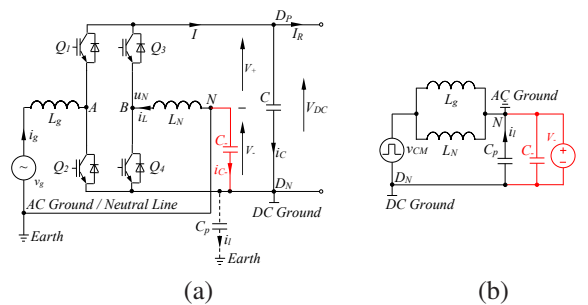 D_P
I
I_R
Q_1
Q_3
V_+
u_N
N
A
B
i_L
L_N
L_g
C
V_DC
i_g
C_-
V_-
i_C
Q_2
Q_4
i_C-
v_g
D_N
AC Ground / Neutral Line
DC Ground
C_p
i_l
Earth
Earth
(a)
L_g
AC Ground
N
i_l
V_-
L_N
C_p
C_-
v_CM
D_N
DC Ground
(b)